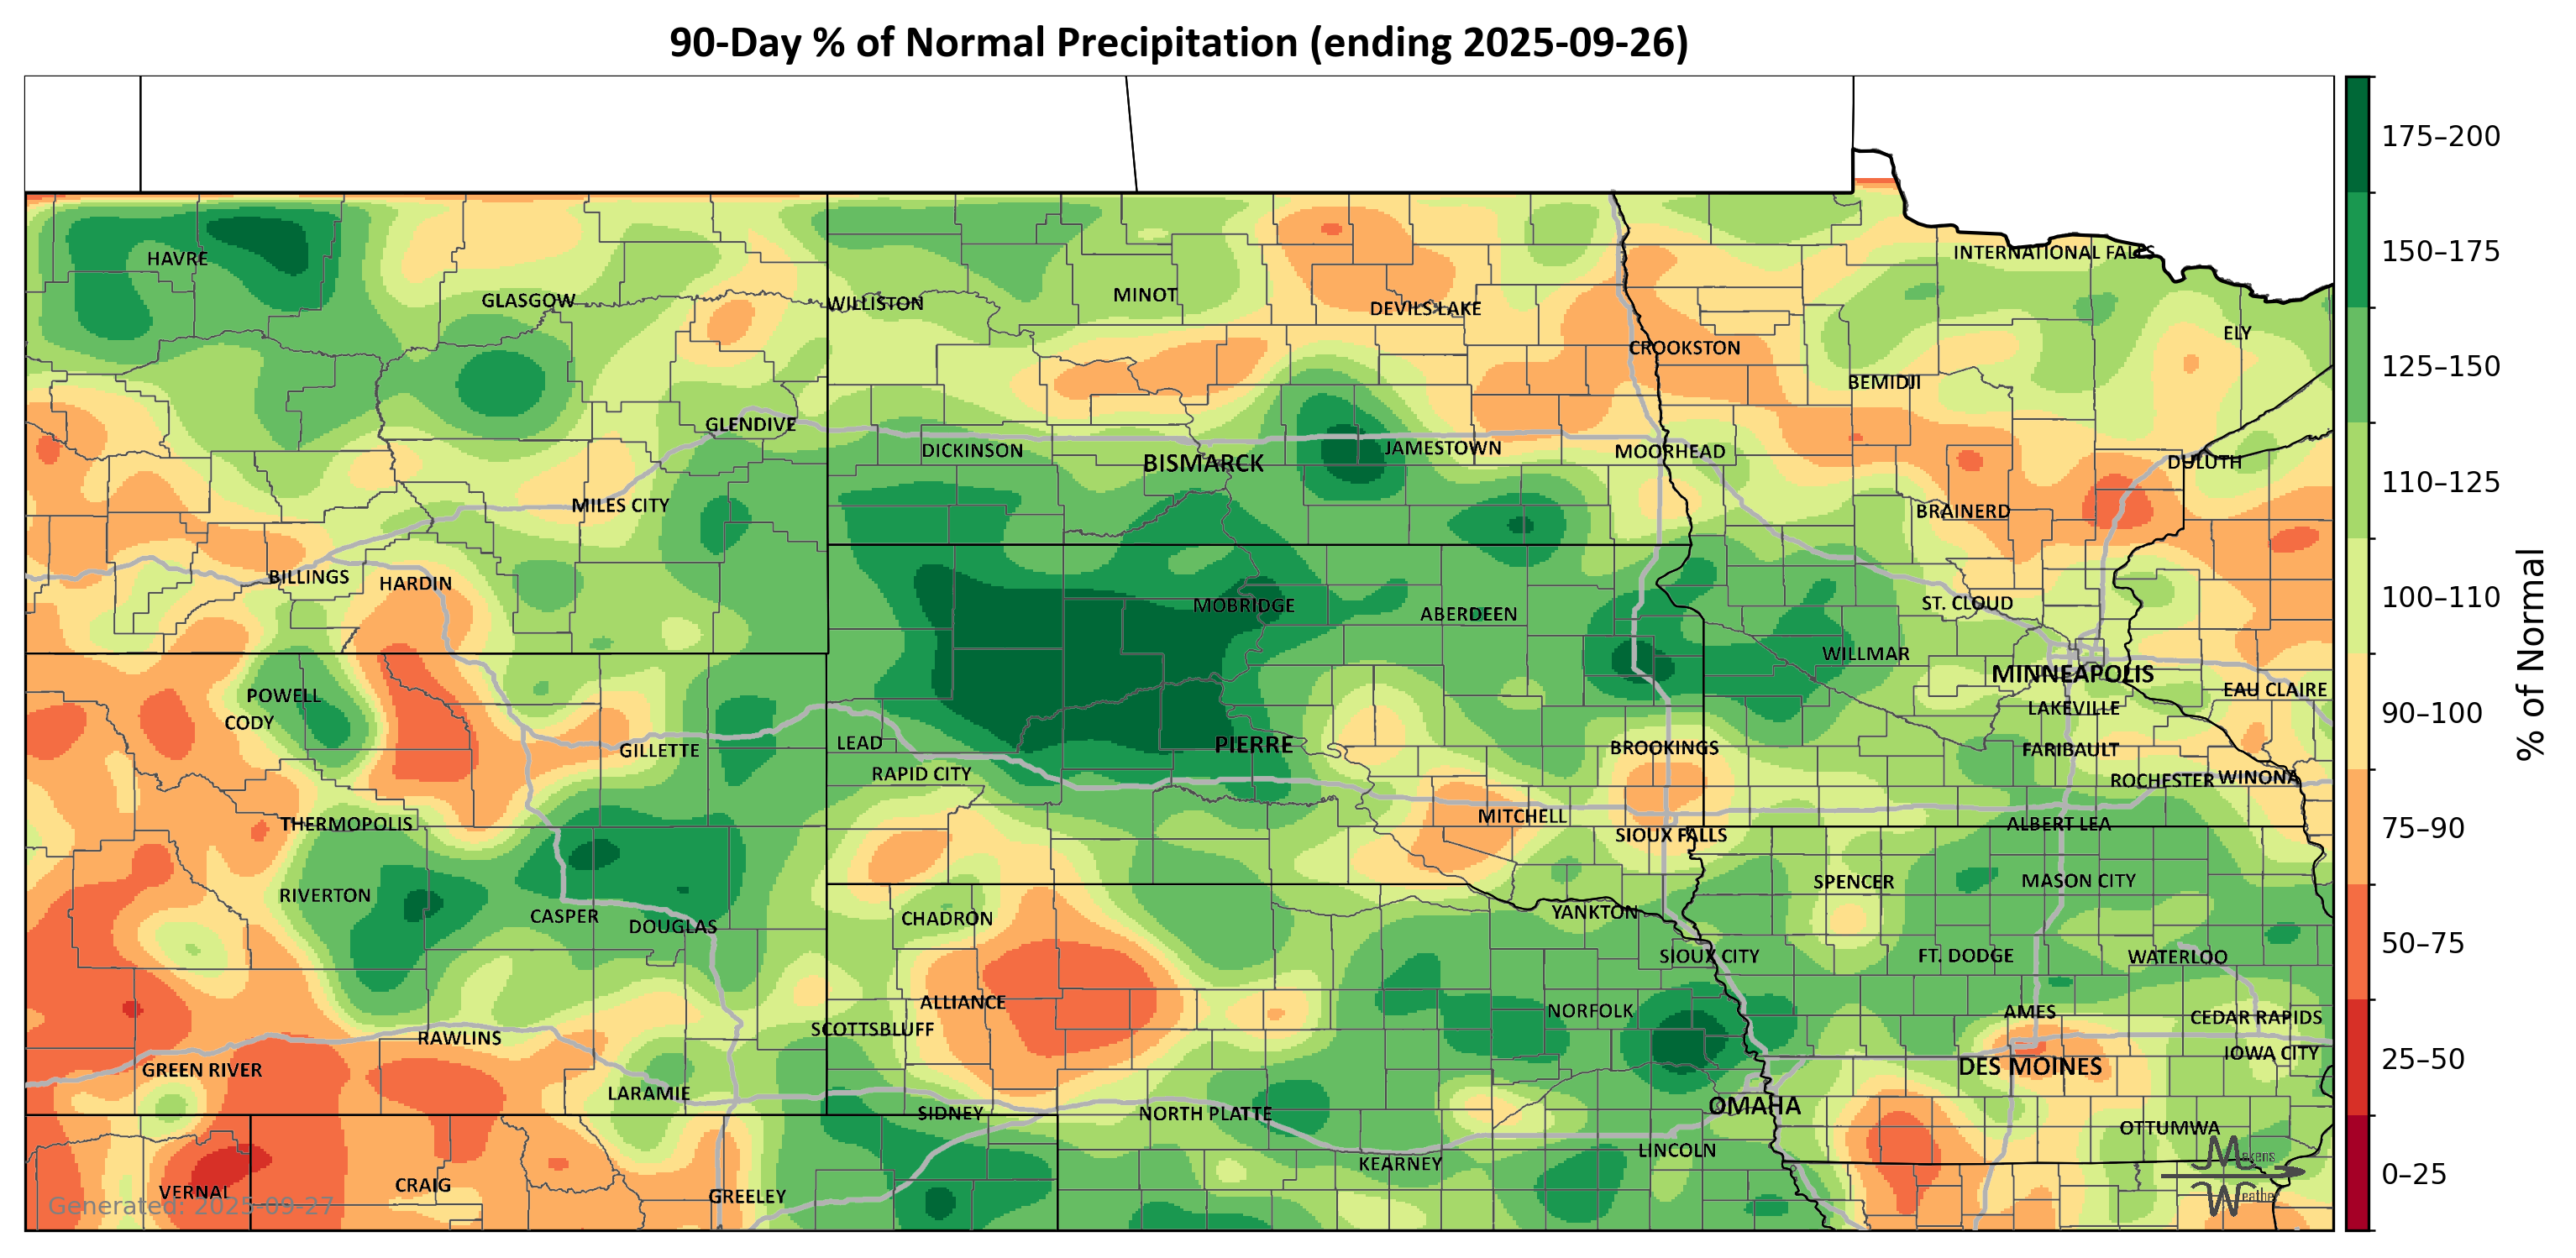 90-Day % of Normal Precipitation (ending 2025-09-26)
175–200
150–175
125–150
110–125
100–110
90–100
75–90
50–75
25–50
0–25
% of Normal
INTERNATIONAL FALLS
HAVRE
GLASGOW
WILLISTON
MINOT
DEVILS LAKE
ELY
CROOKSTON
BEMIDJI
GLENDIVE
DICKINSON
BISMARCK
JAMESTOWN
MOORHEAD
DULUTH
MILES CITY
BRAINERD
BILLINGS
HARDIN
MOBRIDGE
ABERDEEN
ST. CLOUD
WILLMAR
MINNEAPOLIS
POWELL
EAU CLAIRE
CODY
LAKEVILLE
GILLETTE
LEAD
PIERRE
BROOKINGS
FARIBAULT
RAPID CITY
ROCHESTER
WINONA
THERMOPOLIS
MITCHELL
SIOUX FALLS
ALBERT LEA
RIVERTON
SPENCER
MASON CITY
CASPER
DOUGLAS
CHADRON
YANKTON
SIOUX CITY
FT. DODGE
WATERLOO
ALLIANCE
NORFOLK
AMES
CEDAR RAPIDS
RAWLINS
SCOTTSBLUFF
IOWA CITY
GREEN RIVER
DES MOINES
LARAMIE
OMAHA
SIDNEY
NORTH PLATTE
OTTUMWA
LINCOLN
KEARNEY
VERNAL
CRAIG
GREELEY
Generated: 2025-09-27
Makens
Weather